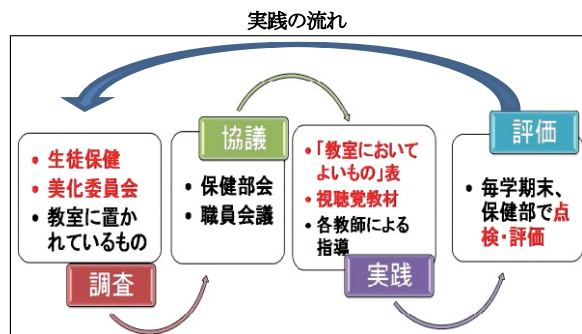 実践の流れ
• 生徒保健
• 美化委員会
• 教室に置か
れているもの
調査
協議
• 保健部会
• 職員会議
• 「教室において
よいもの」表
• 視聴覚教材
• 各教師による
指導
実践
評価
• 毎学期末、
保健部で点
検・評価